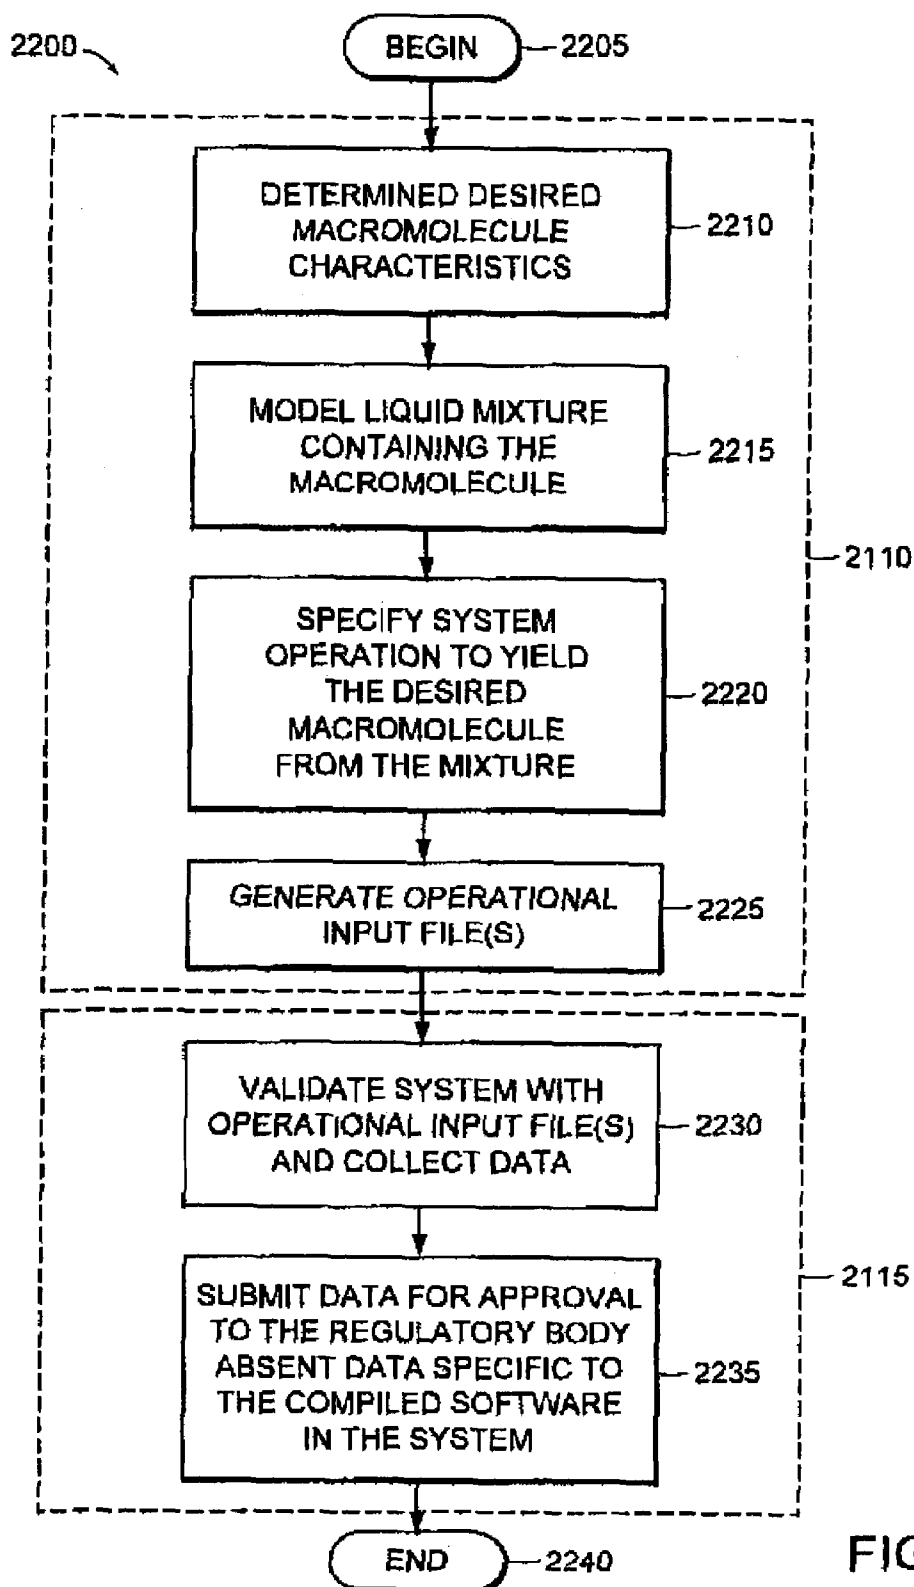 2200
BEGIN
2205
DETERMINED DESIRED
MACROMOLECULE
CHARACTERISTICS
2210
MODEL LIQUID MIXTURE
CONTAINING THE
MACROMOLECULE
2215
2110
SPECIFY SYSTEM
OPERATION TO YIELD
THE DESIRED
MACROMOLECULE
FROM THE MIXTURE
2220
GENERATE OPERATIONAL
INPUT FILE(S)
2225
VALIDATE SYSTEM WITH
OPERATIONAL INPUT FILE(S)
AND COLLECT DATA
2230
2115
SUBMIT DATA FOR APPROVAL
TO THE REGULATORY BODY
ABSENT DATA SPECIFIC TO
THE COMPILED SOFTWARE
IN THE SYSTEM
2235
END
2240
FIG